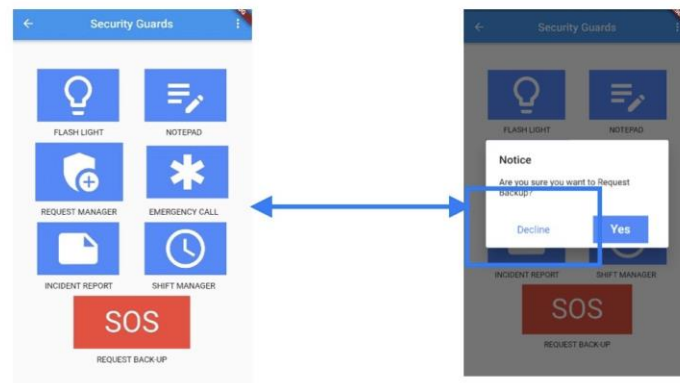 Security Guards
FLASH LIGHT
NOTEPAD
REQUEST MANAGER
EMERGENCY CALL
INCIDENT REPORT
SHIFT MANAGER
SOS
REQUEST BACK-UP
Security Guards
FLASH LIGHT
NOTEPAD
Notice
Are you sure you want to Request
Backup?
Decline
Yes
INCIDENT REPORT
SHIFT MANAGER
SOS
REQUEST BACK-UP